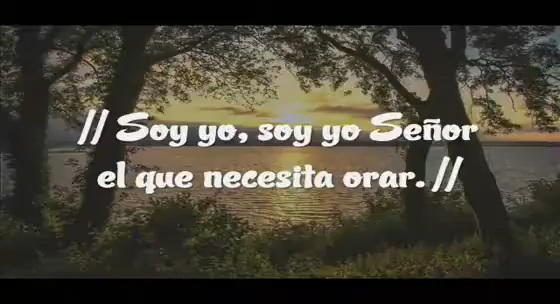 // Soy yo, soy yo Señor
el que necesita orar. //